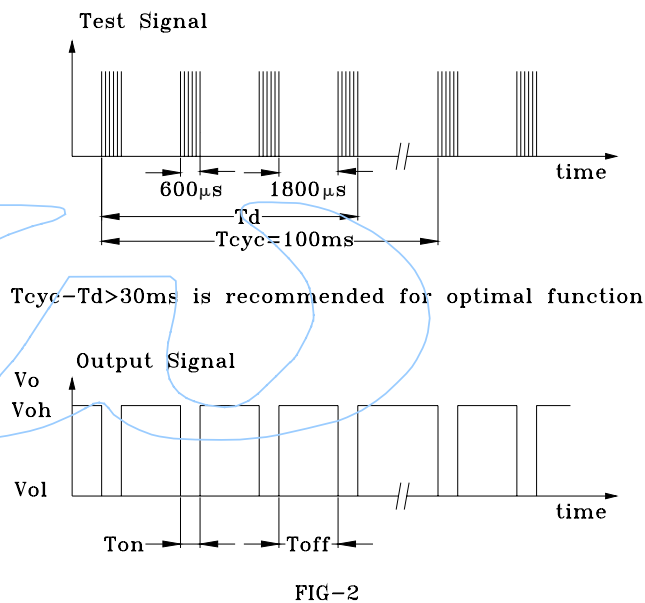 Test Signal
time
600μs 1800μs
Td
Tcyc=100ms
Tcyc-Td>30ms is recommended for optimal function
Output Signal
Vo
Voh
Vol
time
Ton Toff
FIG-2